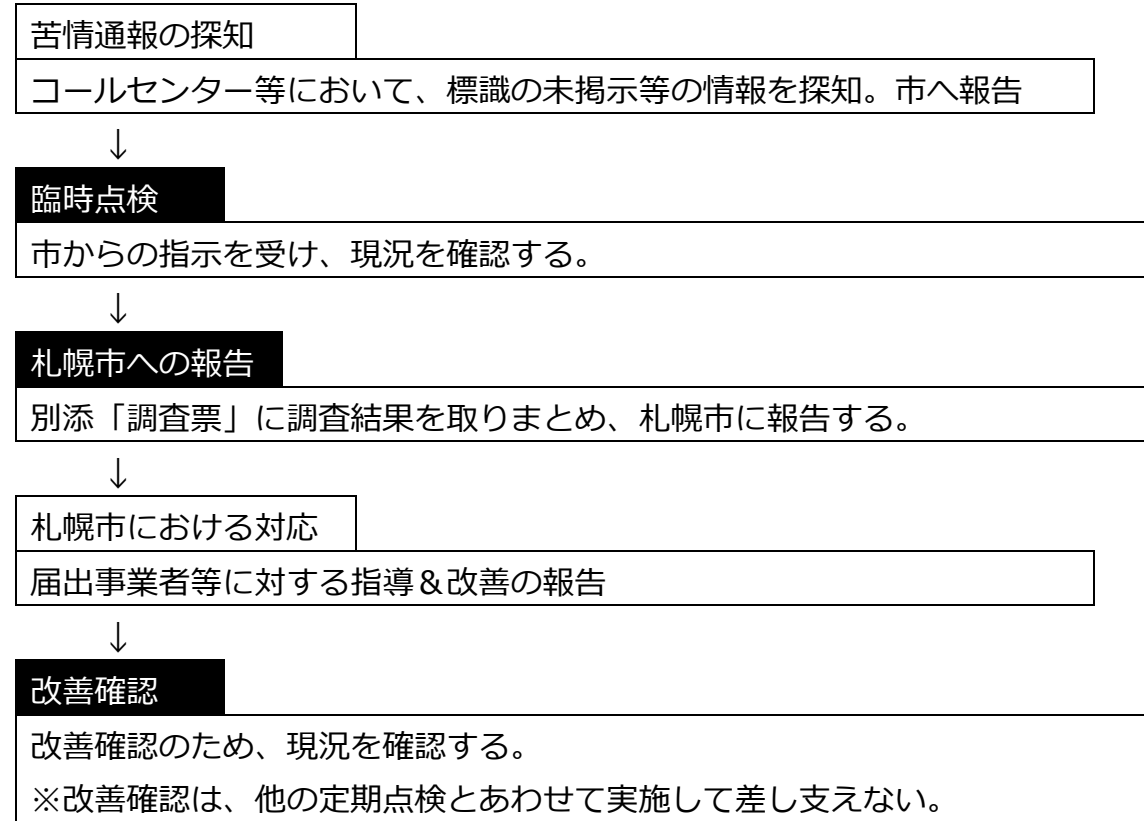 苦情通報の探知
コールセンター等において、標識の未掲示等の情報を探知。市へ報告
↓
臨時点検
市からの指示を受け、現況を確認する。
↓
札幌市への報告
別添「調査票」に調査結果を取りまとめ、札幌市に報告する。
↓
札幌市における対応
届出事業者等に対する指導＆改善の報告
↓
改善確認
改善確認のため、現況を確認する。
※改善確認は、他の定期点検とあわせて実施して差し支えない。